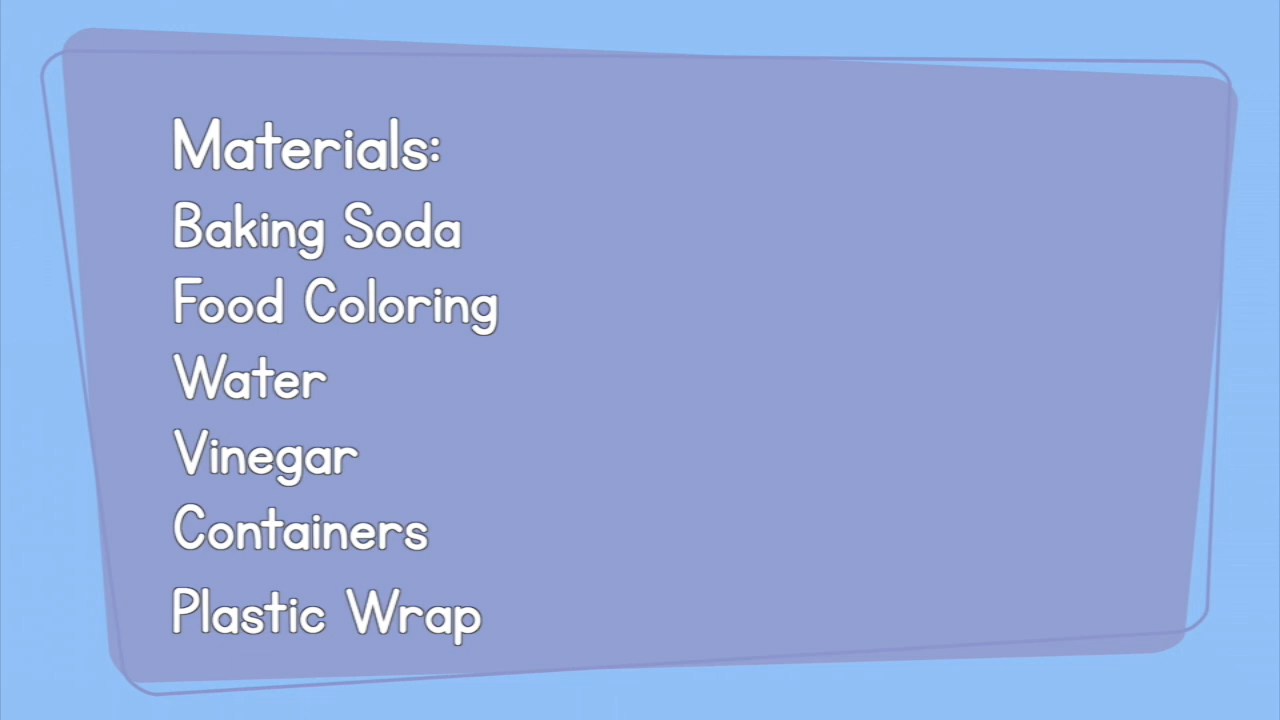 Materials:
Baking Soda
Food Coloring
Water
Vinegar
Containers
Plastic Wrap